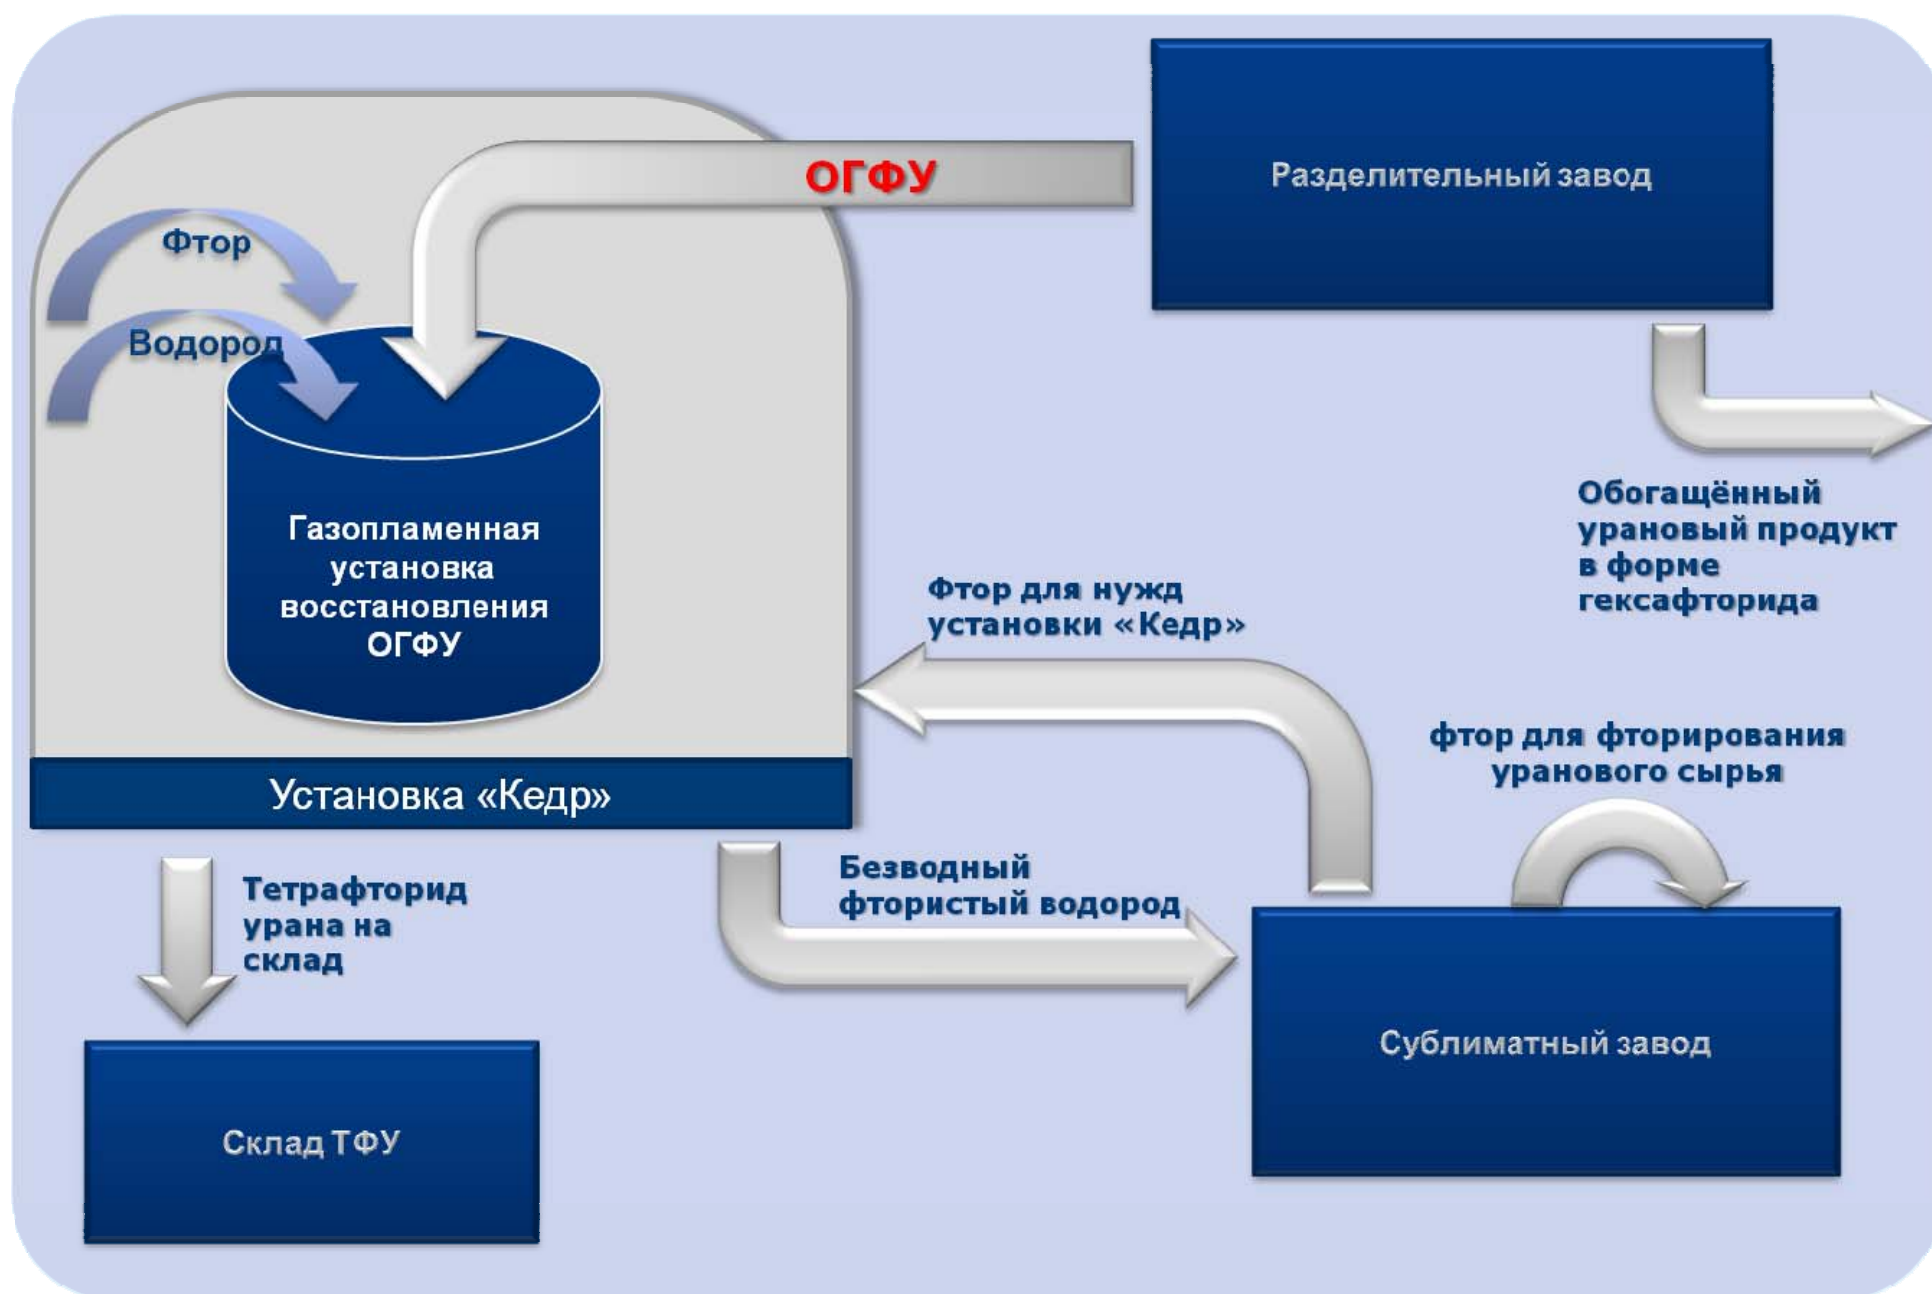 ОГФУ
Разделительный завод
Фтор
Водород
Газопламенная
установка
восстановления
ОГФУ
Обогащённый
урановый продукт
в форме
гексафторида
Фтор для нужд
установки «Кедр»
фтор для фторирования
уранового сырья
Установка «Кедр»
Тетрафторид
урана на
склад
Безводный
фтористый водород
Сублиматный завод
Склад ТФУ